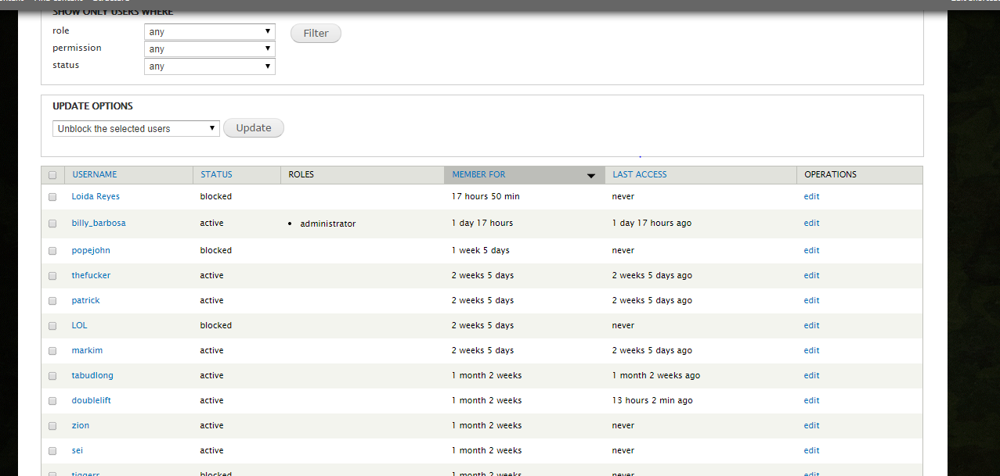 SHOW ONLY USERS WHERE
role any Filter
permission any
status any
UPDATE OPTIONS
Unblock the selected users Update
USERNAME STATUS ROLES MEMBER FOR LAST ACCESS OPERATIONS
Loida Reyes blocked 17 hours 50 min never edit
billy_barbosa active • administrator 1 day 17 hours 1 day 17 hours ago edit
popejohn blocked 1 week 5 days never edit
thefucker active 2 weeks 5 days 2 weeks 5 days ago edit
patrick active 2 weeks 5 days 2 weeks 5 days ago edit
LOL blocked 2 weeks 5 days never edit
markim active 2 weeks 5 days 2 weeks 5 days ago edit
tabudlong active 1 month 2 weeks 1 month 2 weeks ago edit
doublelift active 1 month 2 weeks 13 hours 2 min ago edit
zion active 1 month 2 weeks never edit
sei active 1 month 2 weeks never edit
tiggerr blocked 1 month 2 weeks never edit